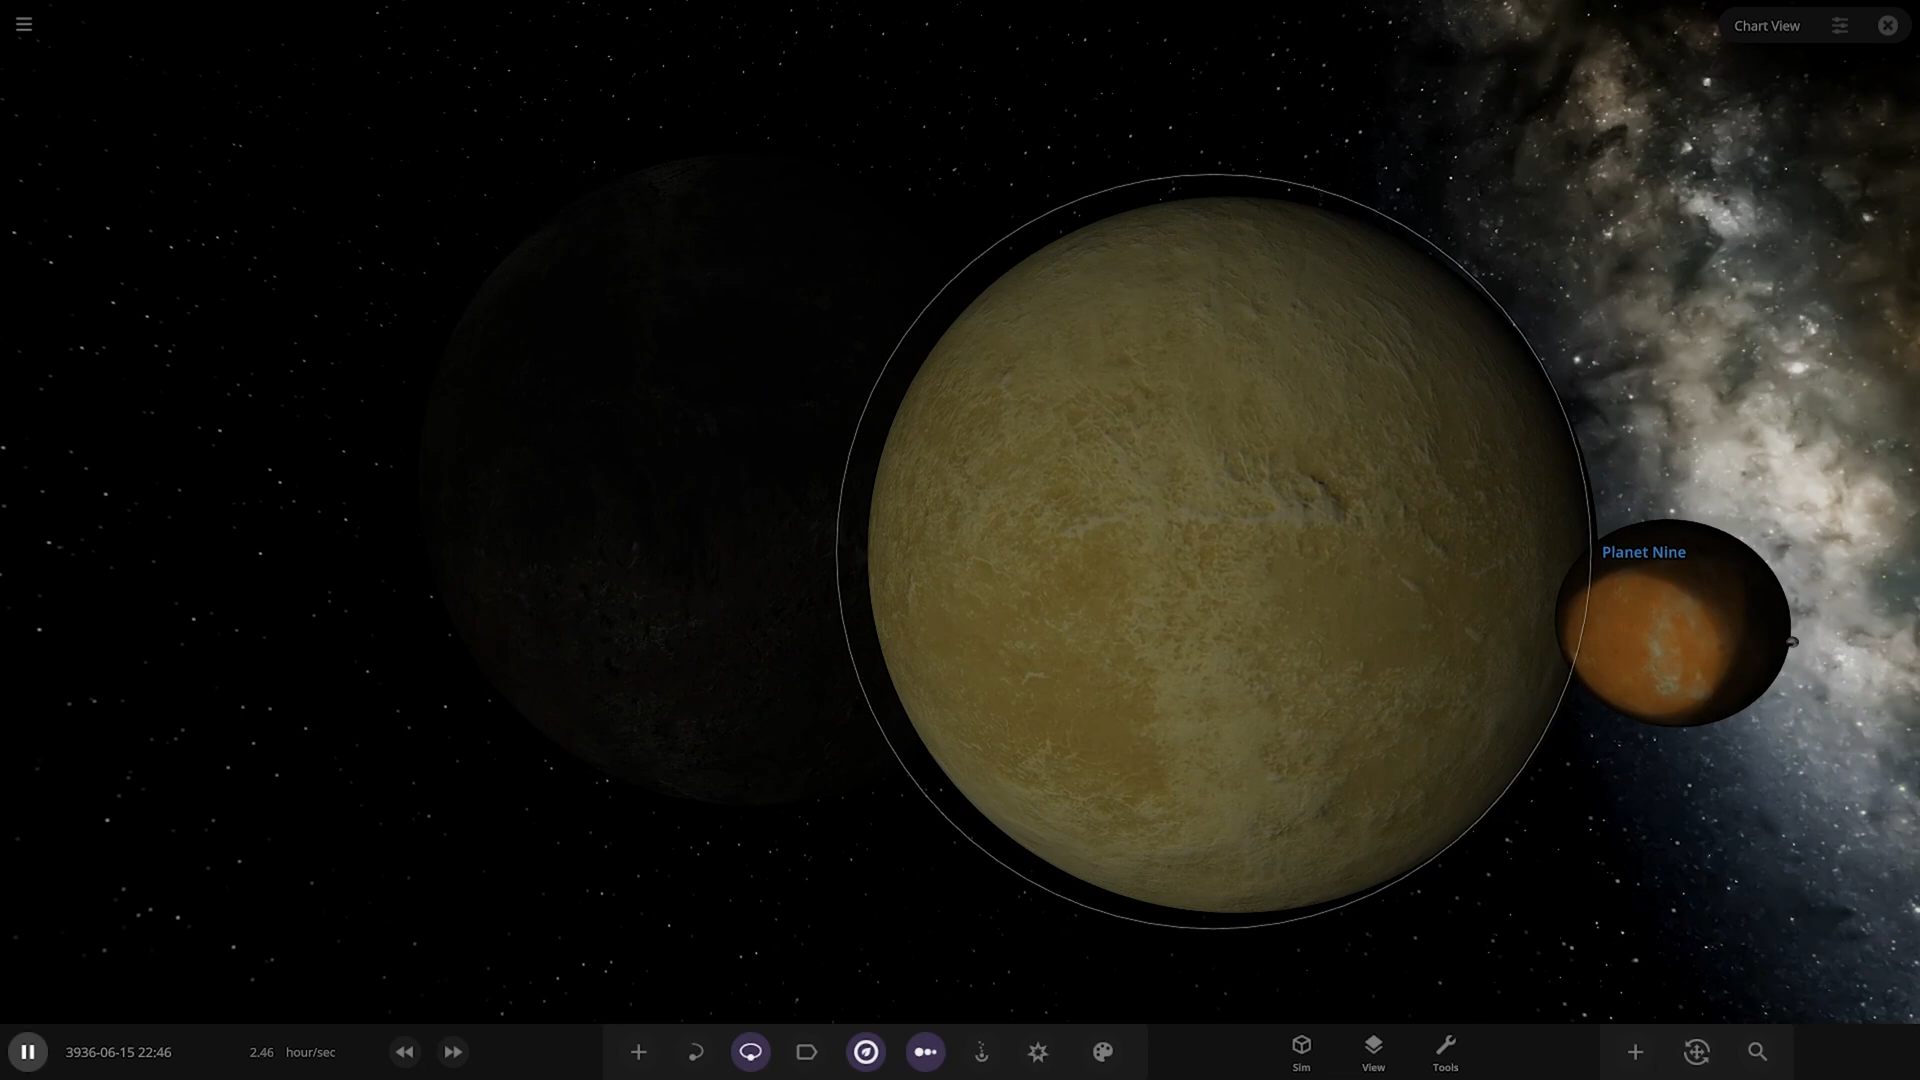 Chart View
Planet Nine
3936-06-15 22:46
2.46 hour/sec
Sim
View
Tools